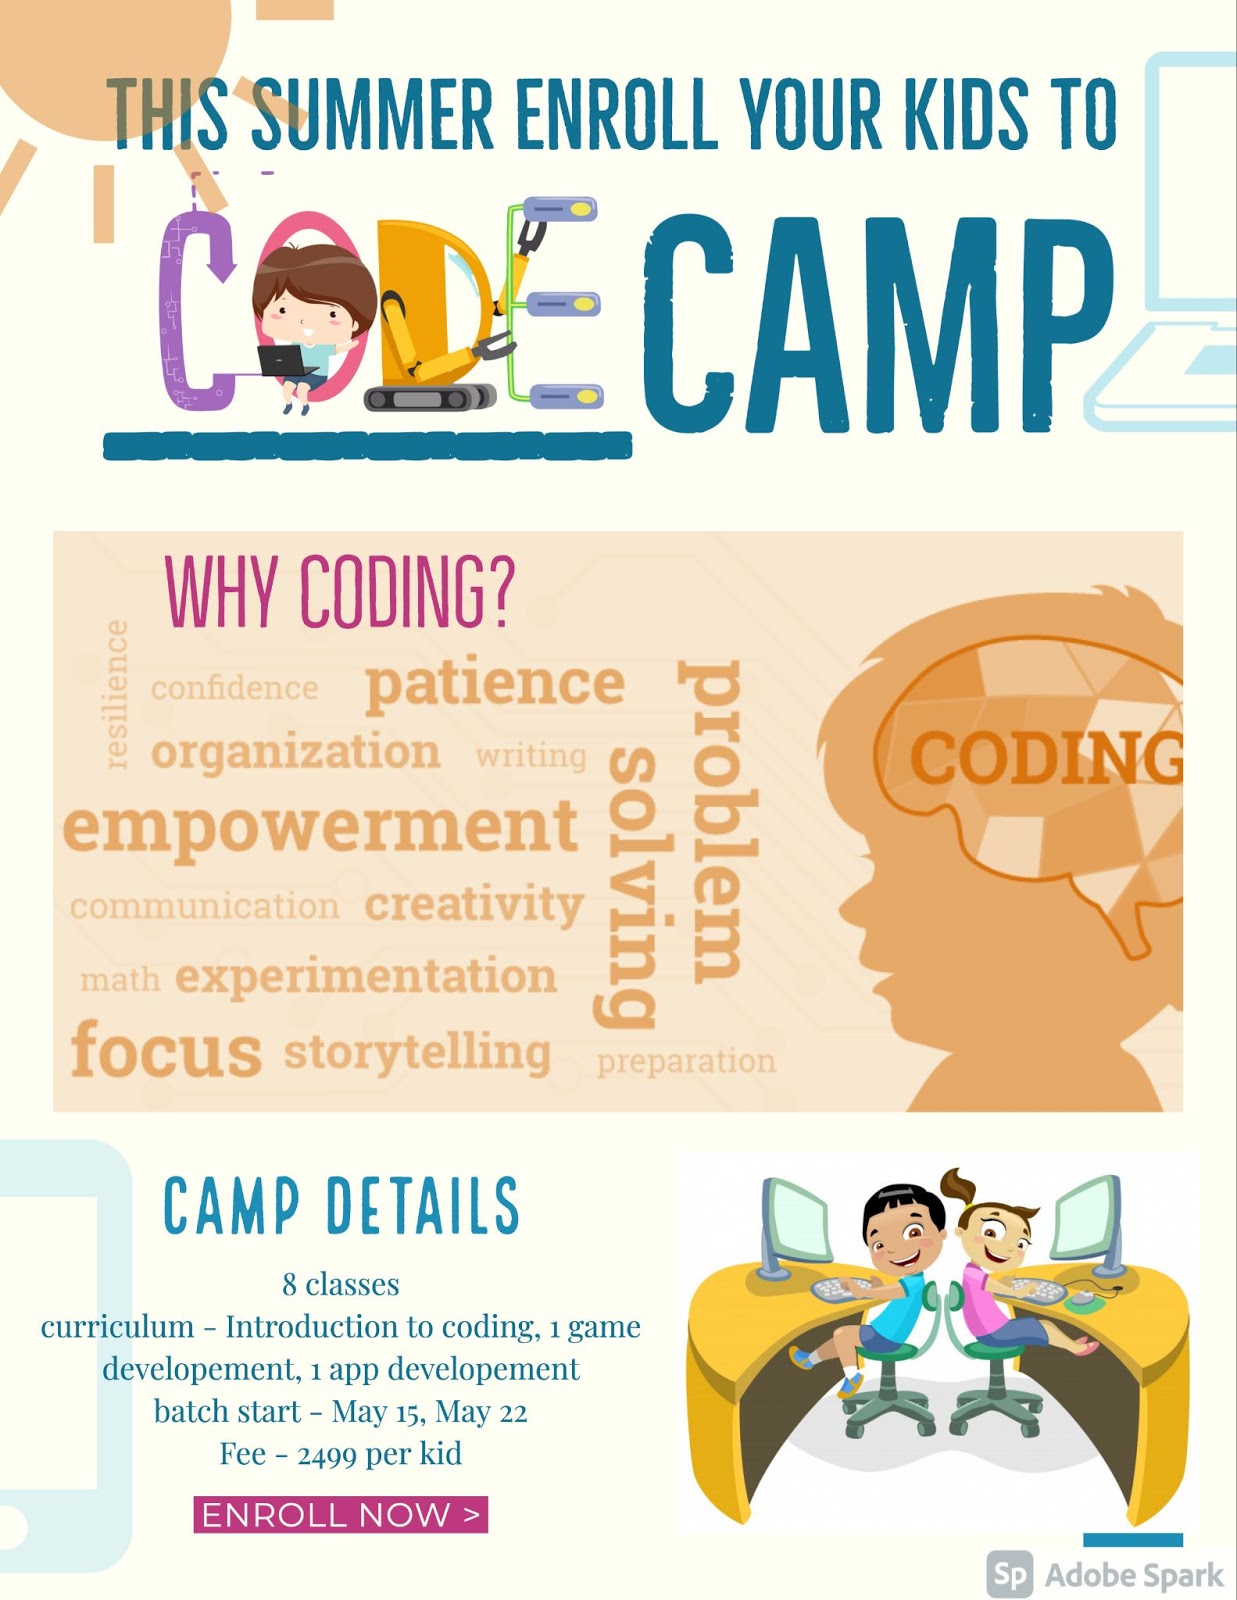 THIS SUMMER ENROLL YOUR KIDS TO
CODE CAMP
WHY CODING?
resilience
confidence patience
organization writing
empowerment
communication creativity
math experimentation
focus storytelling
problem
solving
preparation
CODING
CAMP DETAILS
8 classes
curriculum – Introduction to coding, 1 game
developement, 1 app developement
batch start – May 15, May 22
Fee – 2499 per kid
ENROLL NOW >
Sp Adobe Spark